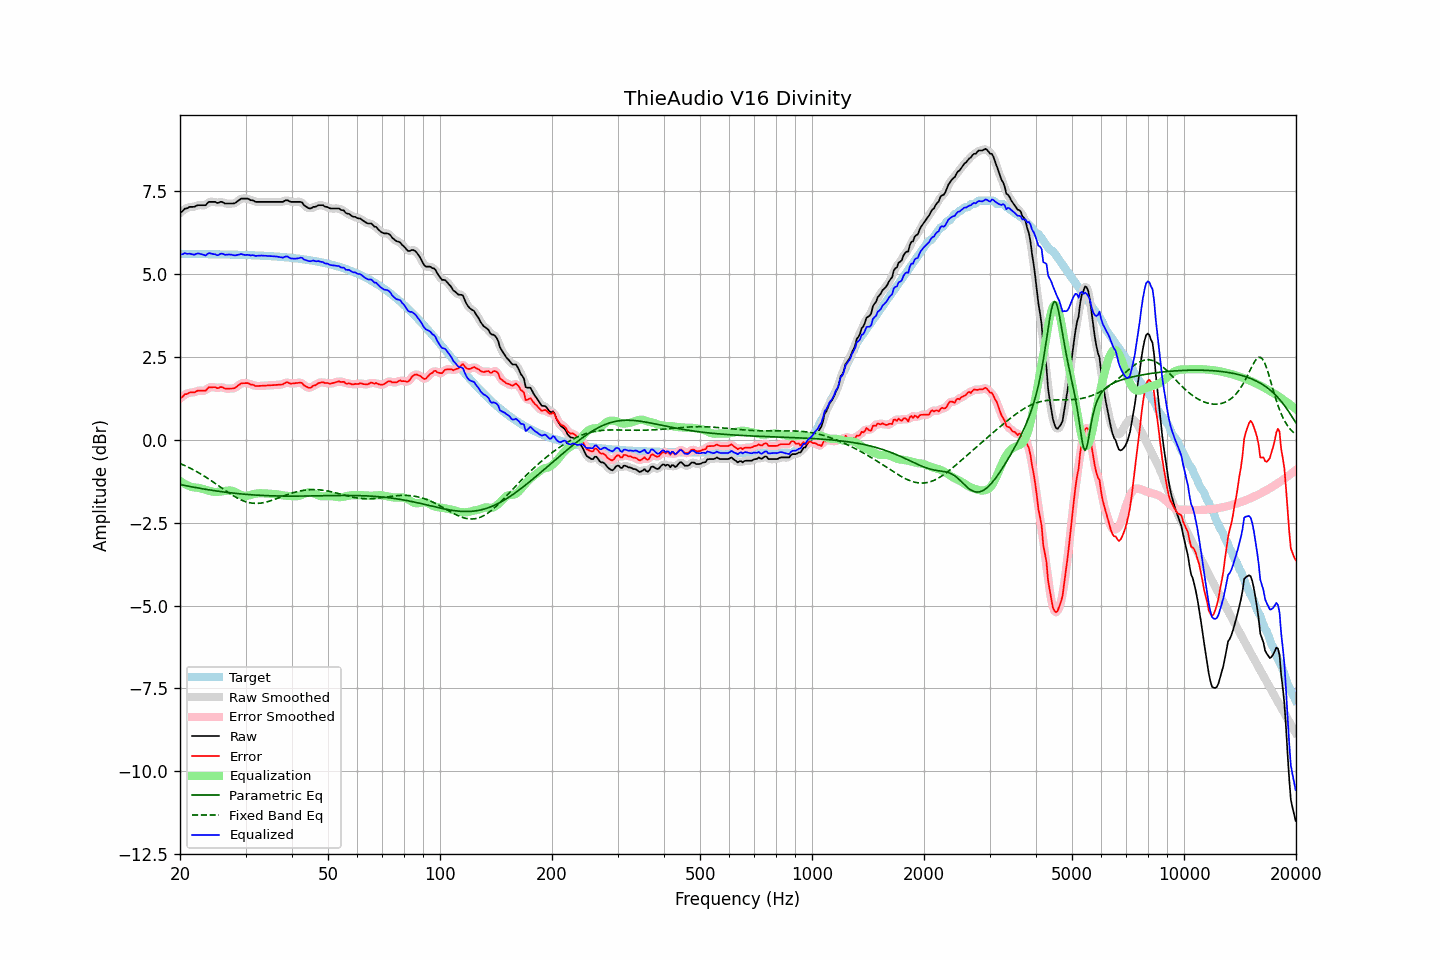 ThieAudio V16 Divinity
Amplitude (dBr)
7.5
5.0
2.5
0.0
−2.5
−5.0
−7.5
−10.0
−12.5
Target
Raw Smoothed
Error Smoothed
Raw
Error
Equalization
Parametric Eq
Fixed Band Eq
Equalized
20 50 100 200 500 1000 2000 5000 10000 20000
Frequency (Hz)